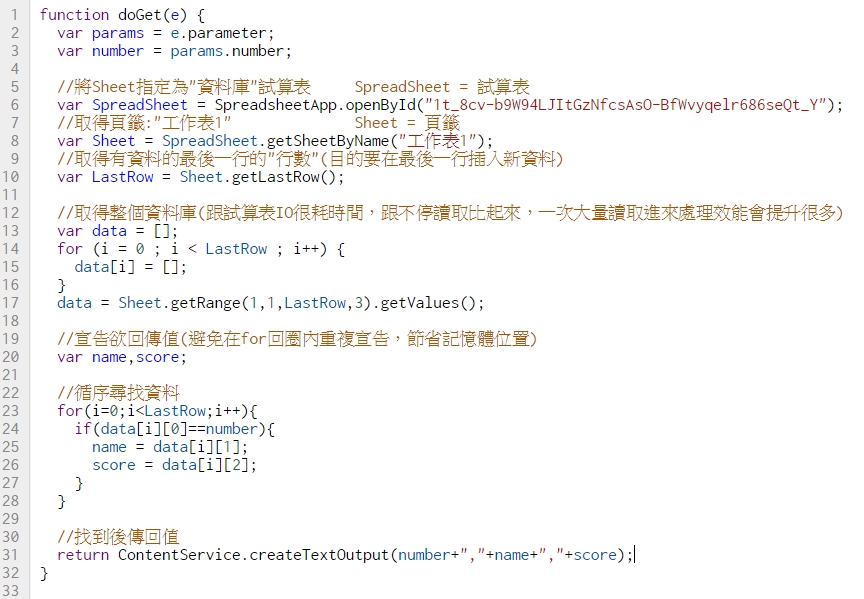 1 function doGet(e) {
2   var params = e.parameter;
3   var number = params.number;
4
5   //將Sheet指定為"資料庫"試算表     SpreadSheet = 試算表
6   var SpreadSheet = SpreadsheetApp.openById("1t_8cv-b9W94LJItGzNfcsAsO-BfWvyqelr686seQt_Y");
7   //取得頁籤:"工作表1"              Sheet = 頁籤
8   var Sheet = SpreadSheet.getSheetByName("工作表1");
9   //取得有資料的最後一行的"行數"(目的要在最後一行插入新資料)
10   var LastRow = Sheet.getLastRow();
11
12   //取得整個資料庫(跟試算表IO很耗時間，跟不停讀取比起來，一次大量讀取進來處理效能會提升很多)
13   var data = [];
14   for (i = 0 ; i < LastRow ; i++) {
15     data[i] = [];
16   }
17   data = Sheet.getRange(1,1,LastRow,3).getValues();
18
19   //宣告欲回傳值(避免在for回圈內重複宣告，節省記憶體位置)
20   var name,score;
21
22   //循序尋找資料
23   for(i=0;i<LastRow;i++){
24     if(data[i][0]==number){
25       name = data[i][1];
26       score = data[i][2];
27     }
28   }
29
30   //找到後傳回值
31   return ContentService.createTextOutput(number+","+name+","+score);
32 }
33